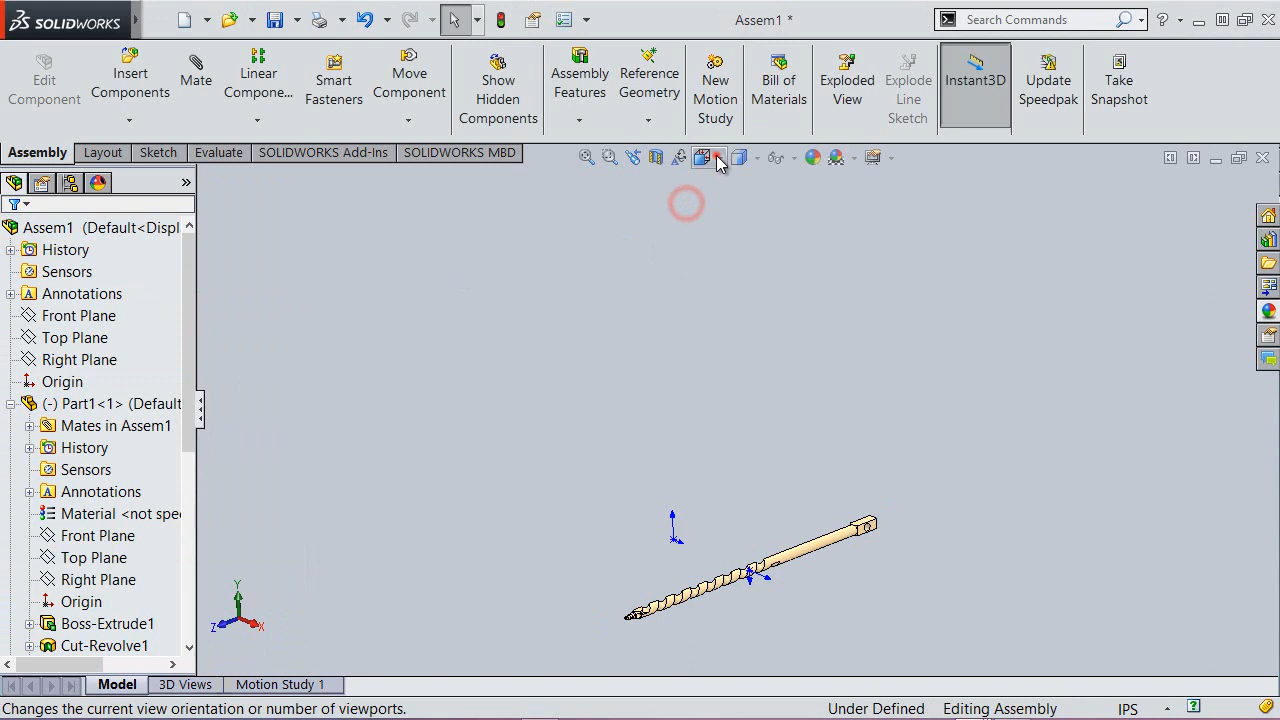 SOLIDWORKS
Assem1 *
Search Commands
Edit
Component
Insert
Components
Mate
Linear
Compone...
Smart
Fasteners
Move
Component
Show
Hidden
Components
Assembly
Features
Reference
Geometry
New
Motion
Study
Bill of
Materials
Exploded
View
Explode
Line
Sketch
Instant3D
Update
Speedpak
Take
Snapshot
Assembly
Layout
Sketch
Evaluate
SOLIDWORKS Add-Ins
SOLIDWORKS MBD
Assem1 (Default<Displ
History
Sensors
Annotations
Front Plane
Top Plane
Right Plane
Origin
(-) Part1<1> (Default
Mates in Assem1
History
Sensors
Annotations
Material <not spe
Front Plane
Top Plane
Right Plane
Origin
Boss-Extrude1
Cut-Revolve1
Y
Z
X
Model
3D Views
Motion Study 1
Changes the current view orientation or number of viewports.
Under Defined
Editing Assembly
IPS